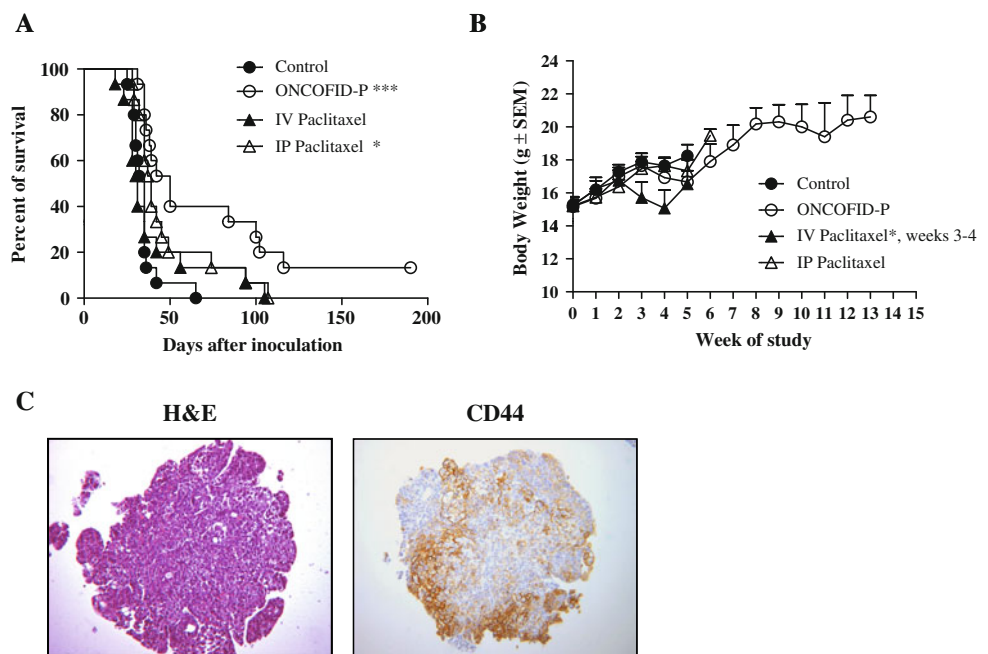 A
Percent of survival
100
80
60
40
20
0
0 50 100 150 200
Days after inoculation
Control
ONCOFID-P ***
IV Paclitaxel
IP Paclitaxel *
B
Body Weight (g ± SEM)
24
22
20
18
16
14
12
10
0 1 2 3 4 5 6 7 8 9 10 11 12 13 14 15
Week of study
Control
ONCOFID-P
IV Paclitaxel*, weeks 3-4
IP Paclitaxel
C
H&E
CD44